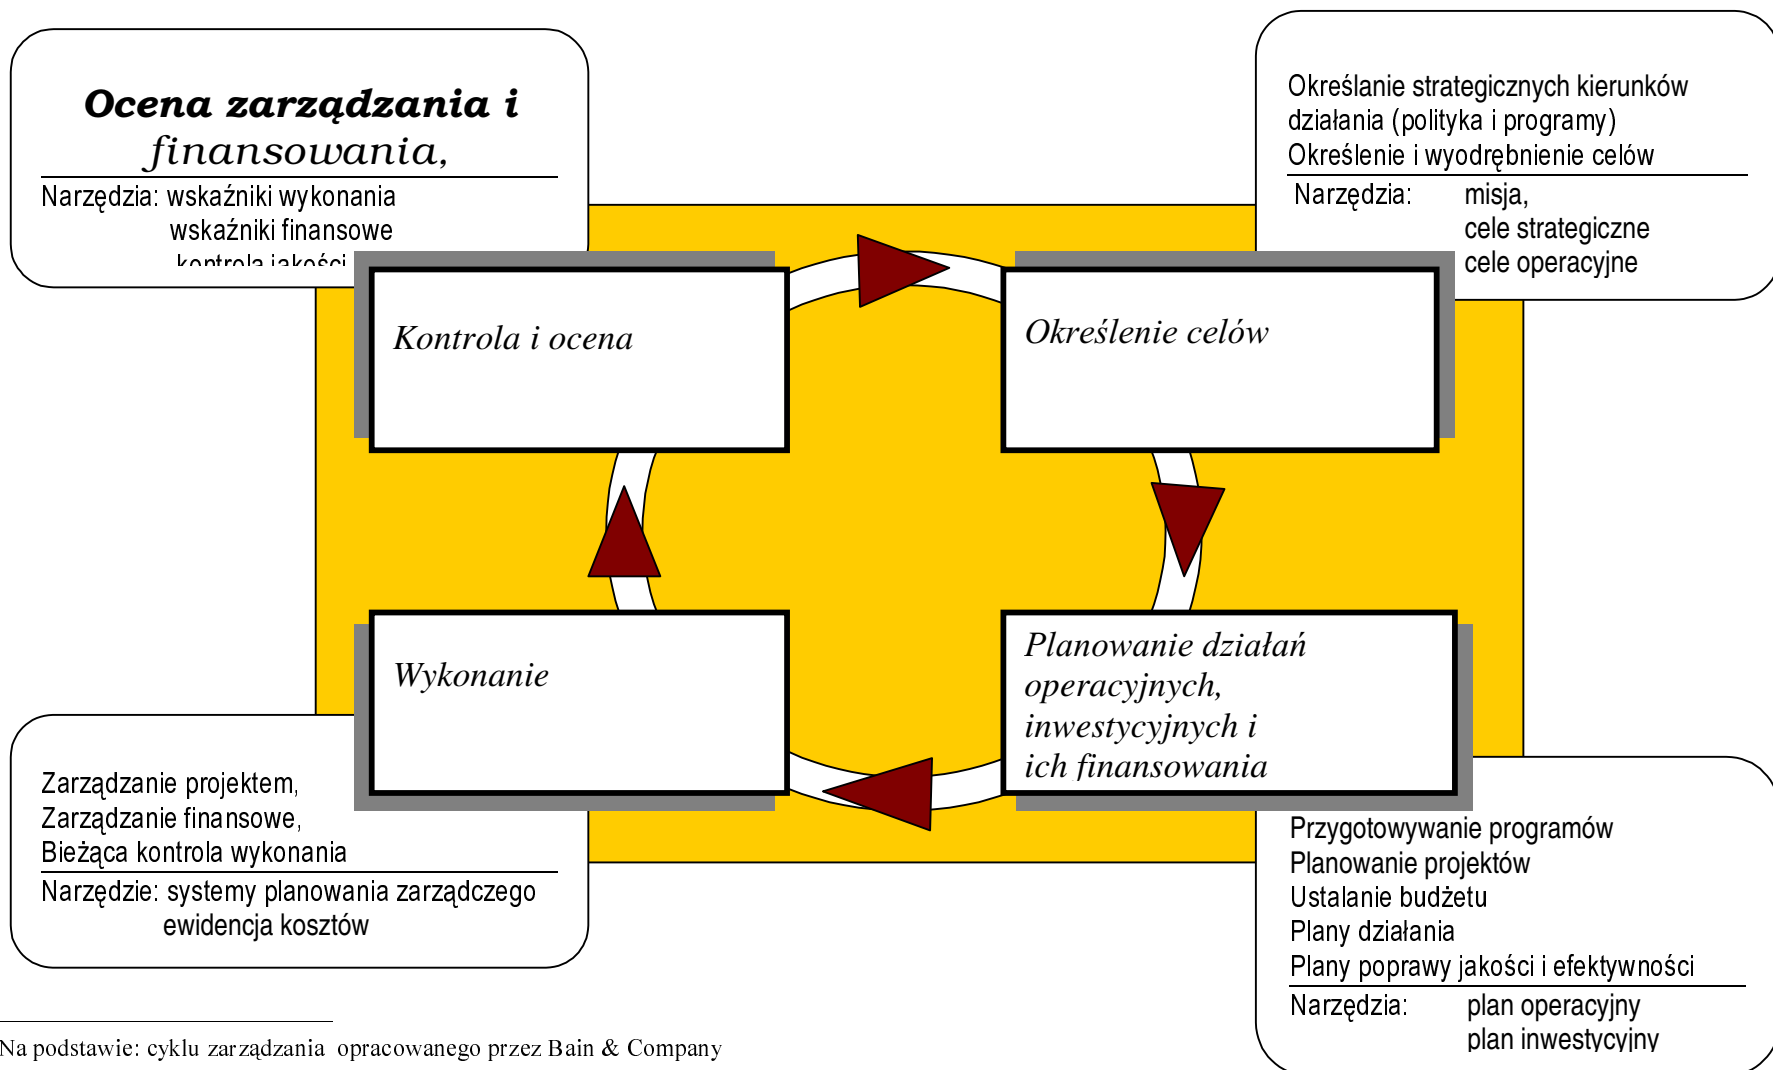 Ocena zarządzania i
finansowania,
Narzędzia: wskaźniki wykonania
wskaźniki finansowe
kontrola jakości
Określanie strategicznych kierunków
działania (polityka i programy)
Określenie i wyodrębnienie celów
Narzędzia: misja,
cele strategiczne
cele operacyjne
Kontrola i ocena
Określenie celów
Wykonanie
Planowanie działań
operacyjnych,
inwestycyjnych i
ich finansowania
Zarządzanie projektem,
Zarządzanie finansowe,
Bieżąca kontrola wykonania
Narzędzie: systemy planowania zarządczego
ewidencja kosztów
Przygotowywanie programów
Planowanie projektów
Ustalanie budżetu
Plany działania
Plany poprawy jakości i efektywności
Narzędzia: plan operacyjny
plan inwestycyjny
Na podstawie: cyklu zarządzania opracowanego przez Bain & Company